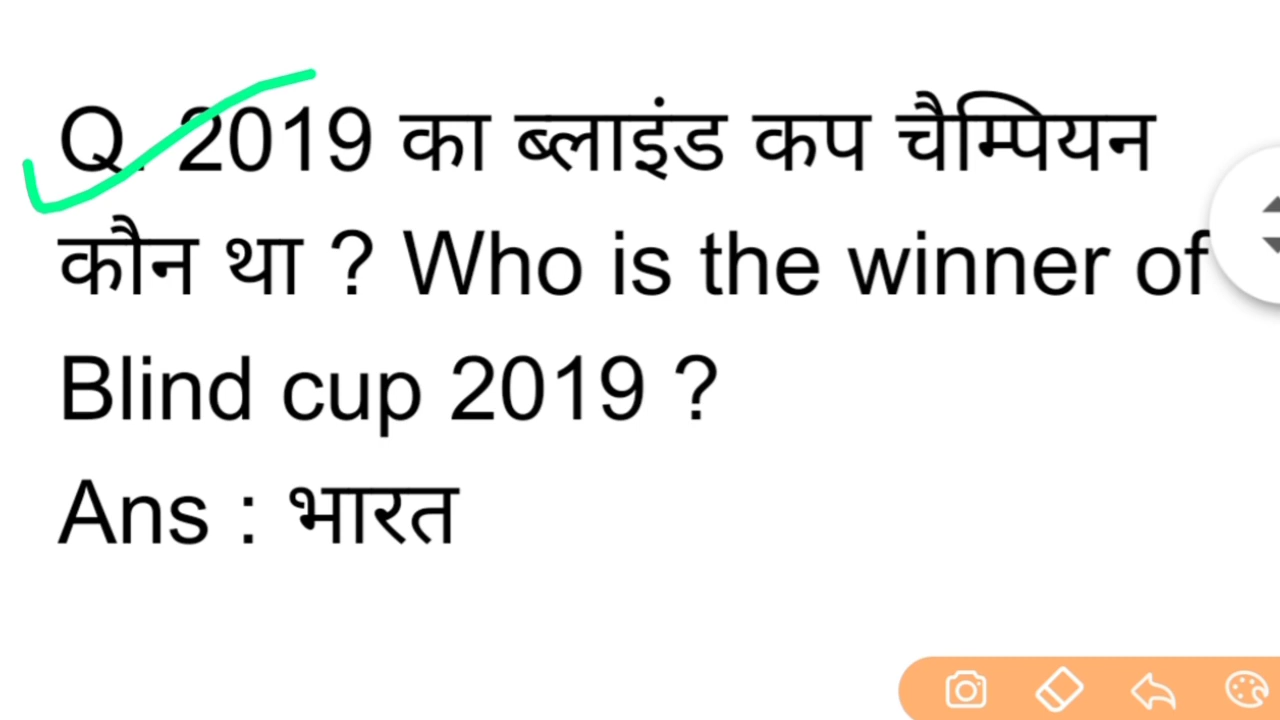 Q. 2019 का ब्लाइंड कप चैम्पियन
कौन था ? Who is the winner of
Blind cup 2019 ?
Ans : भारत